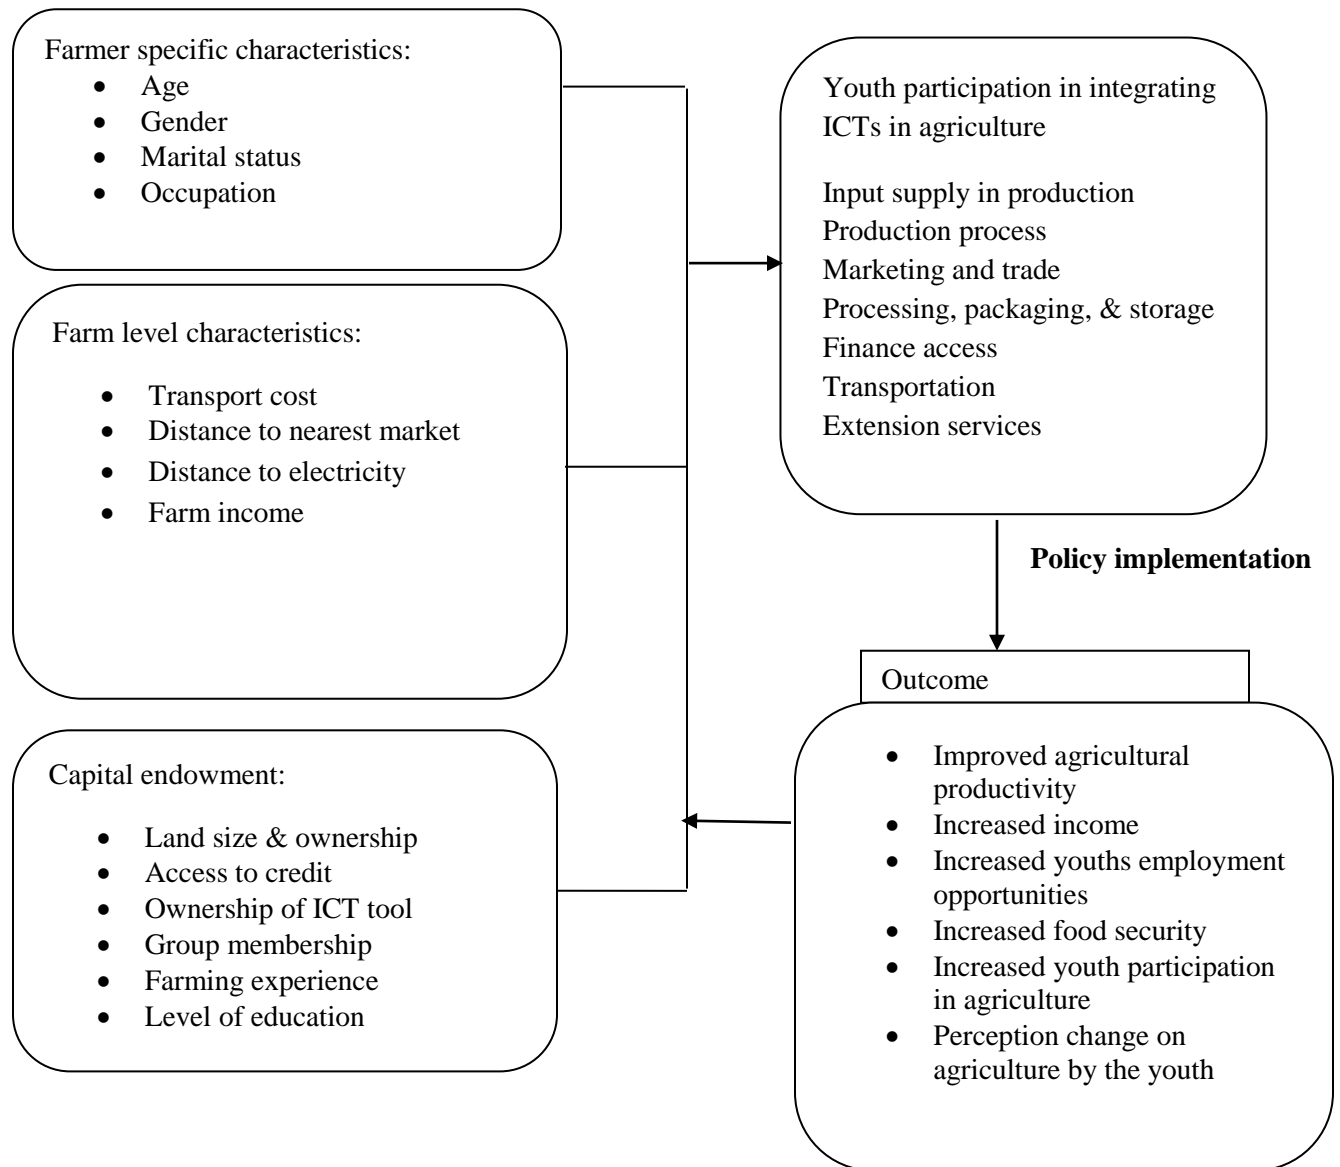 Farmer specific characteristics:
• Age
• Gender
• Marital status
• Occupation
Farm level characteristics:
• Transport cost
• Distance to nearest market
• Distance to electricity
• Farm income
Capital endowment:
• Land size & ownership
• Access to credit
• Ownership of ICT tool
• Group membership
• Farming experience
• Level of education
Youth participation in integrating
ICTs in agriculture
Input supply in production
Production process
Marketing and trade
Processing, packaging, & storage
Finance access
Transportation
Extension services
Policy implementation
Outcome
• Improved agricultural
productivity
• Increased income
• Increased youths employment
opportunities
• Increased food security
• Increased youth participation
in agriculture
• Perception change on
agriculture by the youth